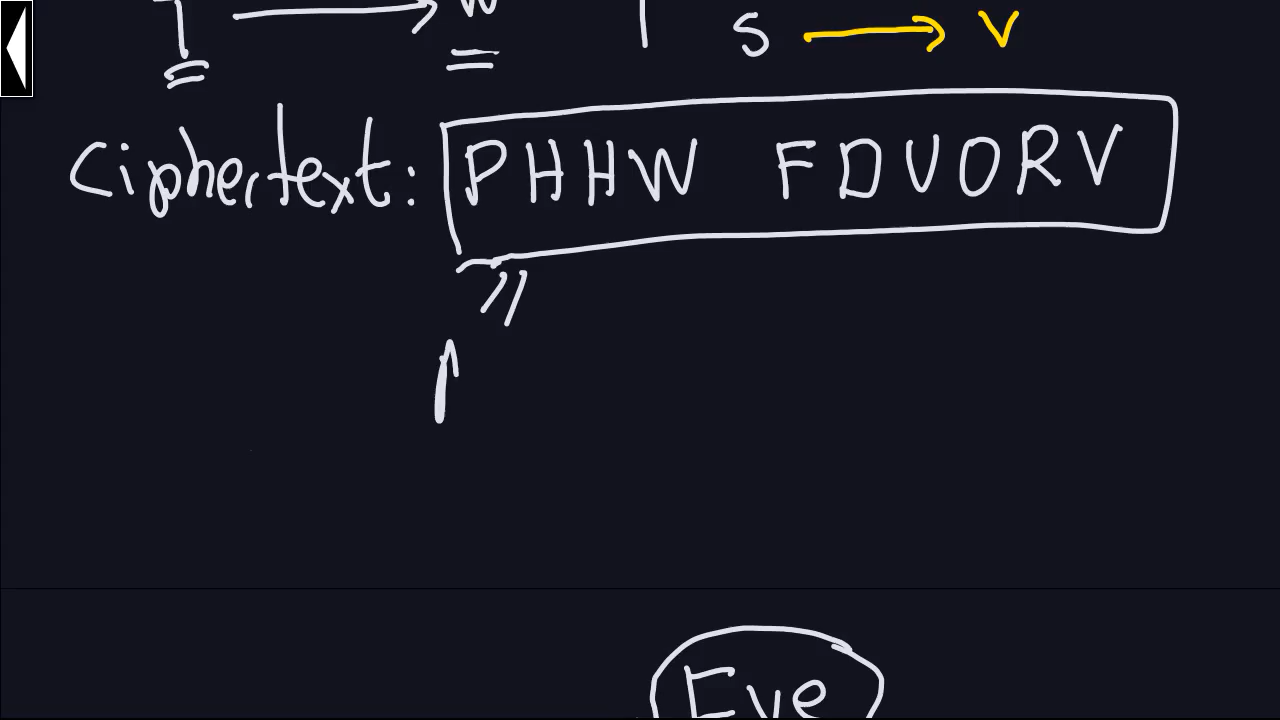 T → w | s → v
Ciphertext: PHHW FDVORV
Eve